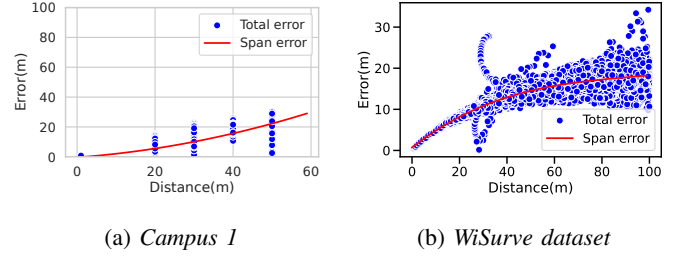 100
80
60
40
20
0
Error(m)
Total error
Span error
0 20 40 60
Distance(m)
(a) Campus 1
30
20
10
0
Error(m)
Total error
Span error
0 20 40 60 80 100
Distance(m)
(b) WiSurve dataset